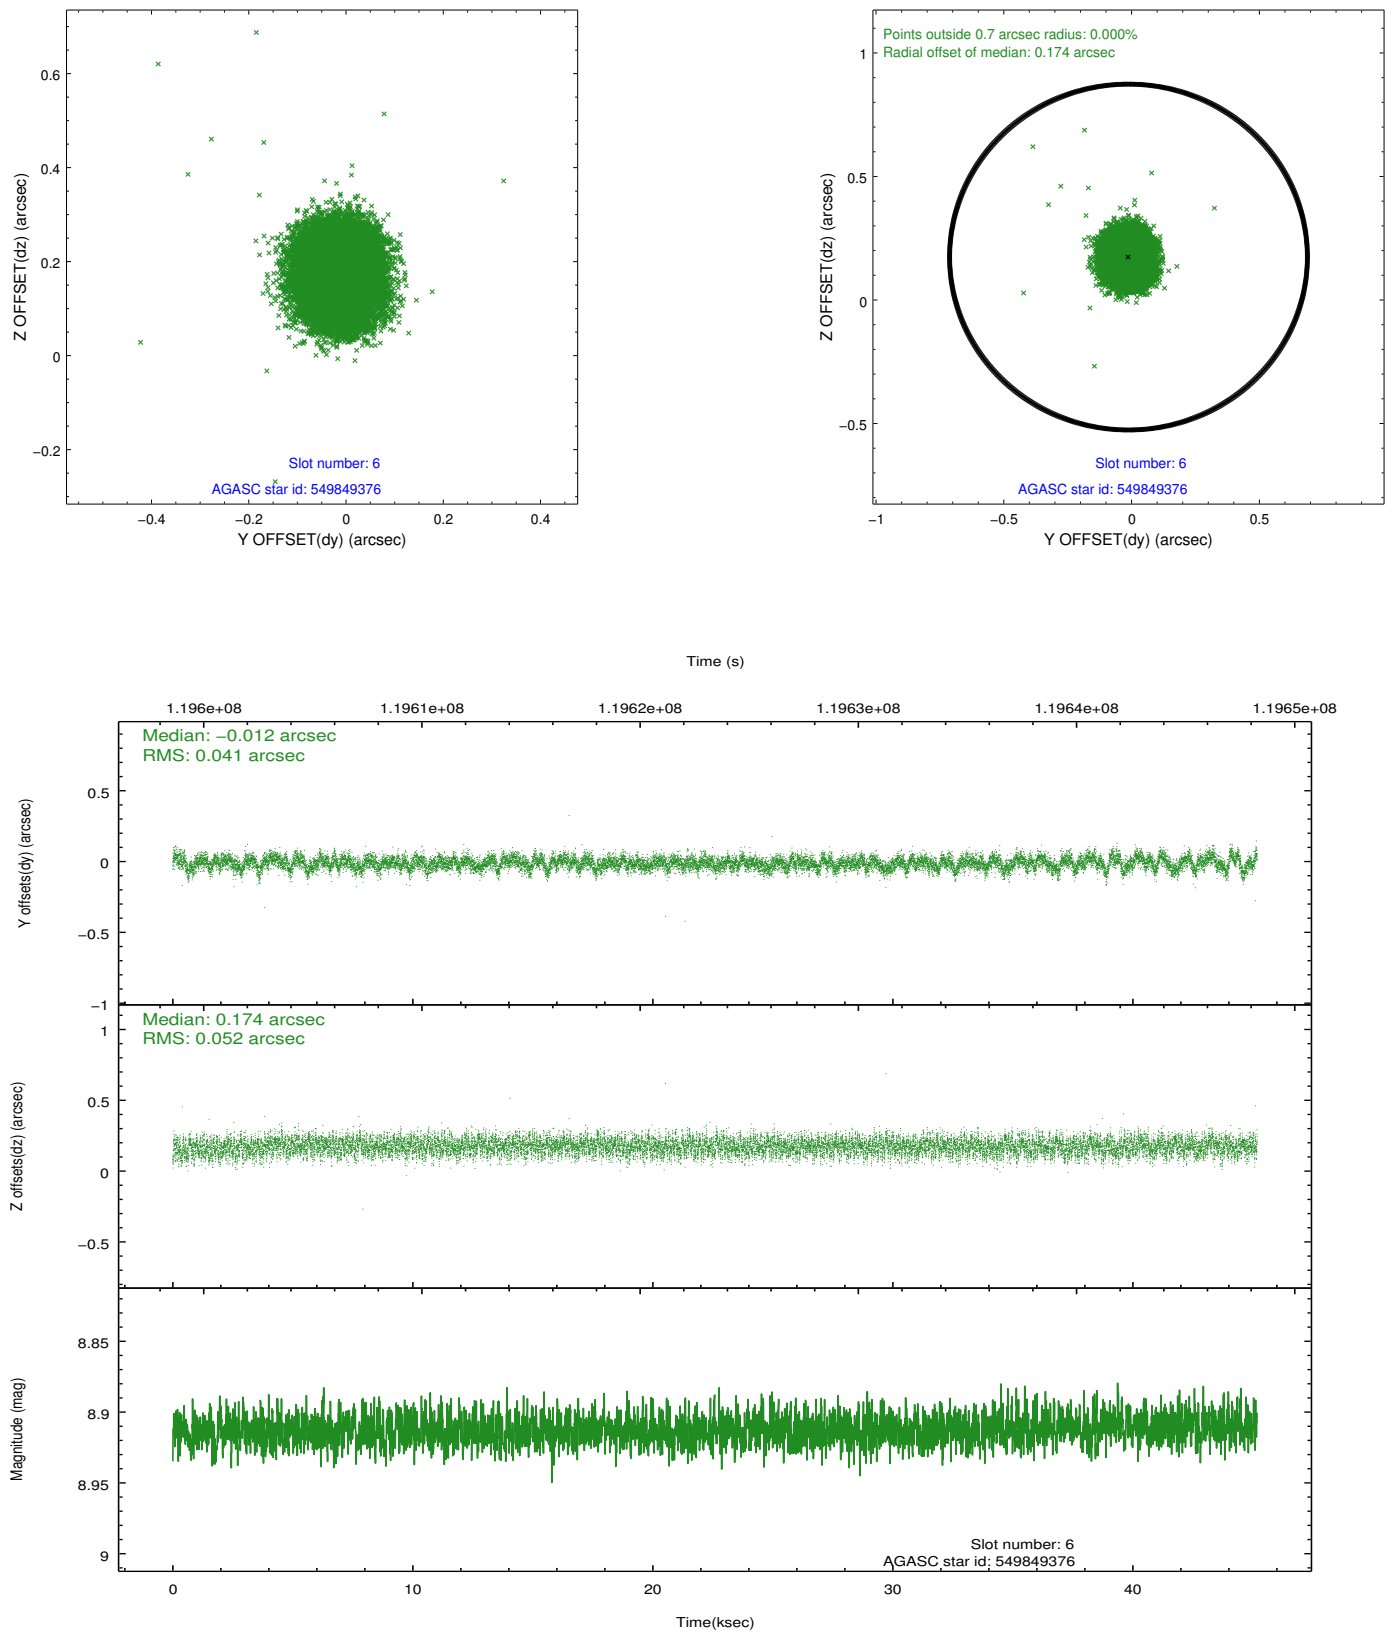 0.6
0.4
0.2
0
−0.2
−0.4
−0.2
0
0.2
0.4
Z OFFSET(dz) (arcsec)
Y OFFSET(dy) (arcsec)
Slot number: 6
AGASC star id: 549849376
Points outside 0.7 arcsec radius: 0.000%
Radial offset of median: 0.174 arcsec
1
0.5
0
−0.5
−1
−0.5
0
0.5
Z OFFSET(dz) (arcsec)
Y OFFSET(dy) (arcsec)
Slot number: 6
AGASC star id: 549849376
Time (s)
1.196e+08
1.1961e+08
1.1962e+08
1.1963e+08
1.1964e+08
1.1965e+08
Median: −0.012 arcsec
RMS: 0.041 arcsec
0.5
0
−0.5
−1
Y offsets(dy) (arcsec)
Median: 0.174 arcsec
RMS: 0.052 arcsec
1
0.5
0
−0.5
Z offsets(dz) (arcsec)
8.85
8.9
8.95
9
Magnitude (mag)
Slot number: 6
AGASC star id: 549849376
0
10
20
30
40
Time(ksec)